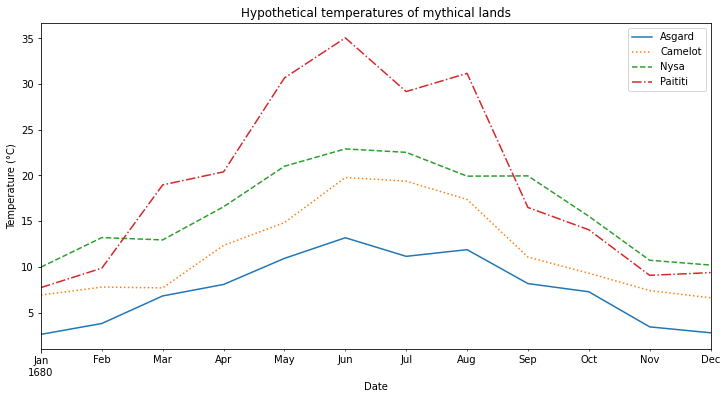 Hypothetical temperatures of mythical lands
Asgard
Camelot
Nysa
Paititi
Temperature (°C)
35
30
25
20
15
10
5
Jan Feb Mar Apr May Jun Jul Aug Sep Oct Nov Dec
1680
Date